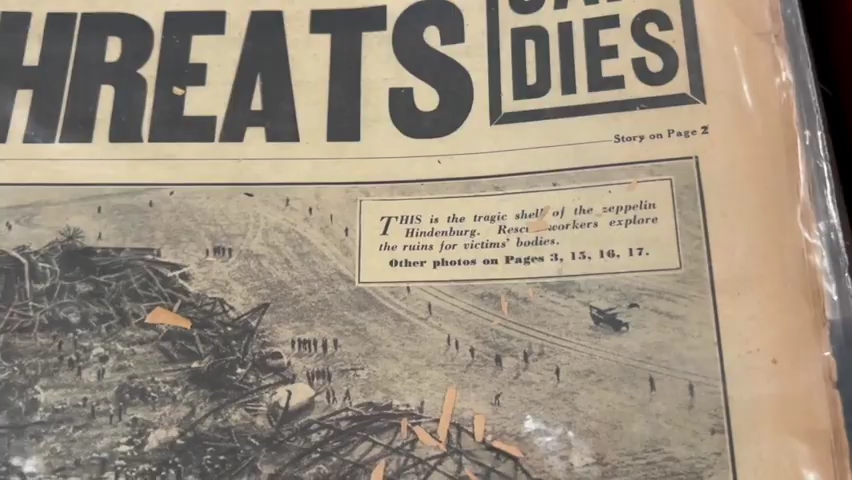 THREATS
DIES
Story on Page 2
THIS is the tragic shell of the zeppelin
Hindenburg. Rescue workers explore
the ruins for victims' bodies.
Other photos on Pages 3, 15, 16, 17.